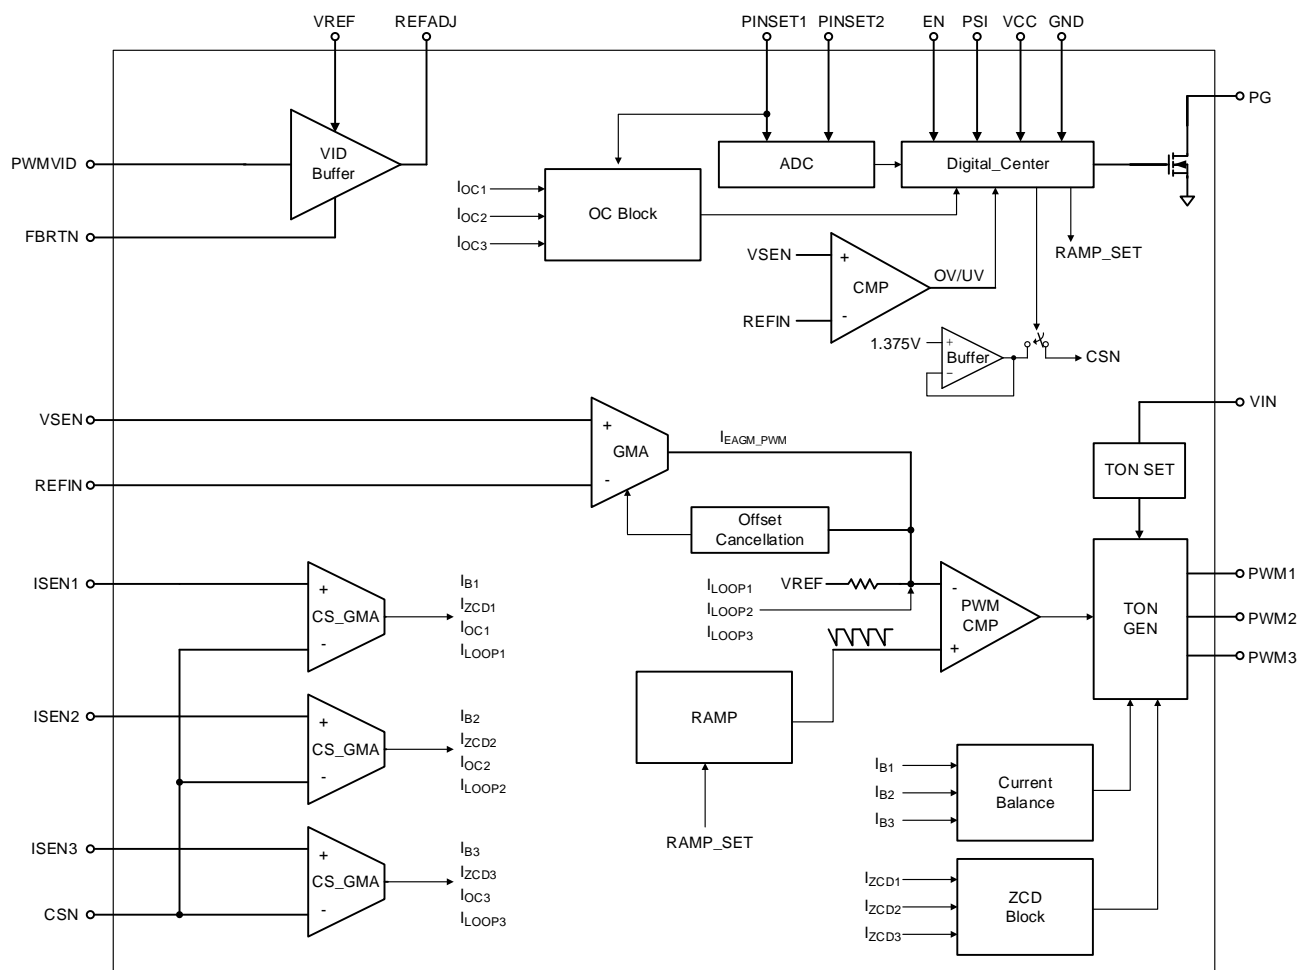 VREF
REFADJ
PINSET1
PINSET2
EN
PSI
VCC
GND
PG
PWMVID
VID
Buffer
FBRTN
ADC
Digital_Center
IOC1
IOC2
IOC3
OC Block
RAMP_SET
VSEN
+
CMP
-
REFIN
OV/UV
1.375V
+
Buffer
-
CSN
VIN
TON SET
VSEN
REFIN
+
GMA
-
IEAGM_PWM
Offset
Cancellation
ISEN1
+
CS_GMA
-
IB1
IZCD1
IOC1
ILOOP1
ILOOP1
ILOOP2
ILOOP3
VREF
-
PWM
CMP
+
TON
GEN
PWM1
PWM2
PWM3
RAMP
RAMP_SET
ISEN2
+
CS_GMA
-
IB2
IZCD2
IOC2
ILOOP2
IB1
IB2
IB3
Current
Balance
ISEN3
CSN
+
CS_GMA
-
IB3
IZCD3
IOC3
ILOOP3
IZCD1
IZCD2
IZCD3
ZCD
Block